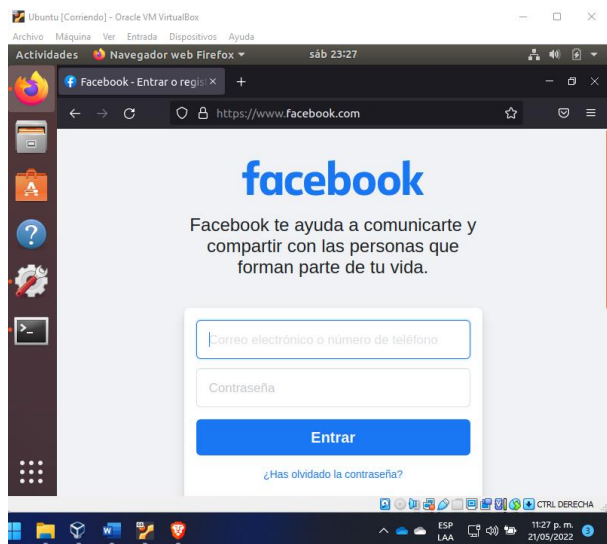 Ubuntu [Corriendo] - Oracle VM VirtualBox
Archivo Máquina Ver Entrada Dispositivos Ayuda
Actividades Navegador web Firefox sáb 23:27
Facebook - Entrar o regis
https://www.facebook.com
facebook
Facebook te ayuda a comunicarte y
compartir con las personas que
forman parte de tu vida.
Correo electrónico o número de teléfono
Contraseña
Entrar
¿Has olvidado la contraseña?
CTRL DERECHA
ESP
LAA
11:27 p. m.
21/05/2022
3